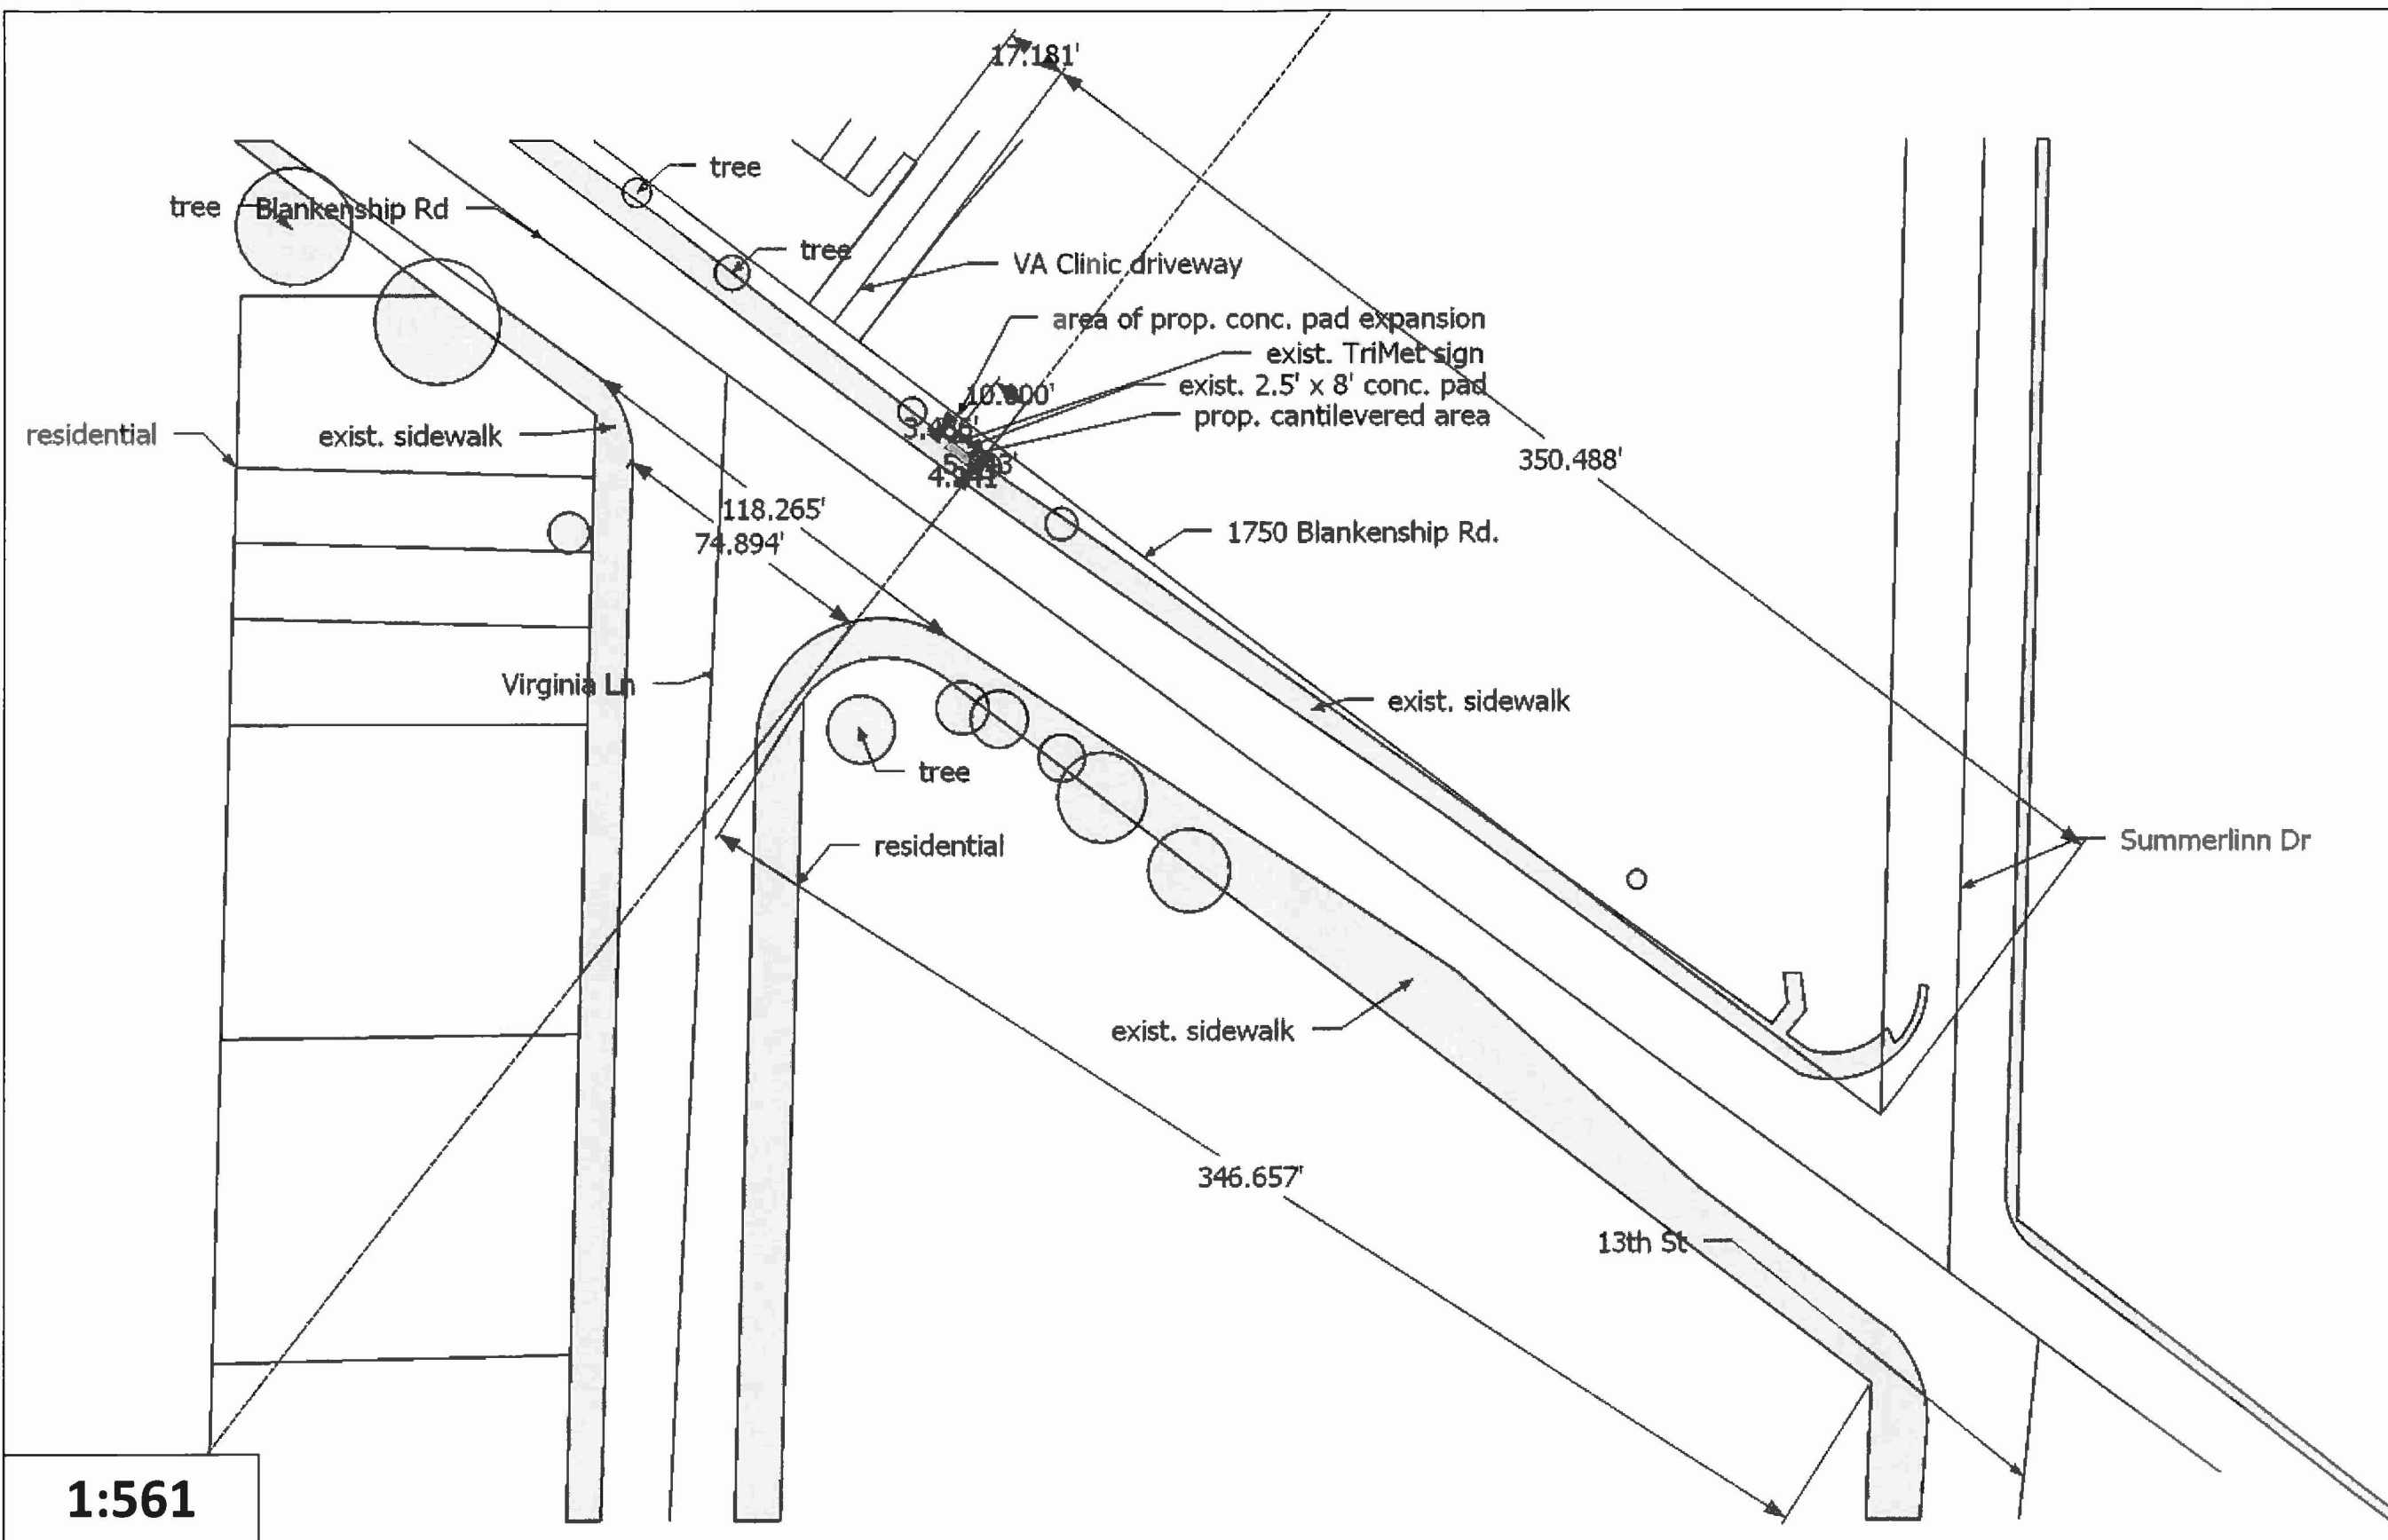 17.181'
tree
tree
Blankenship Rd
tree
VA Clinic driveway
area of prop. conc. pad expansion
exist. TriMet sign
exist. 2.5' x 8' conc. pad
prop. cantilevered area
residential
exist. sidewalk
350.488'
118.265'
74.894'
1750 Blankenship Rd.
Virginia Ln
exist. sidewalk
tree
residential
Summerlinn Dr
exist. sidewalk
346.657'
13th St
1:561